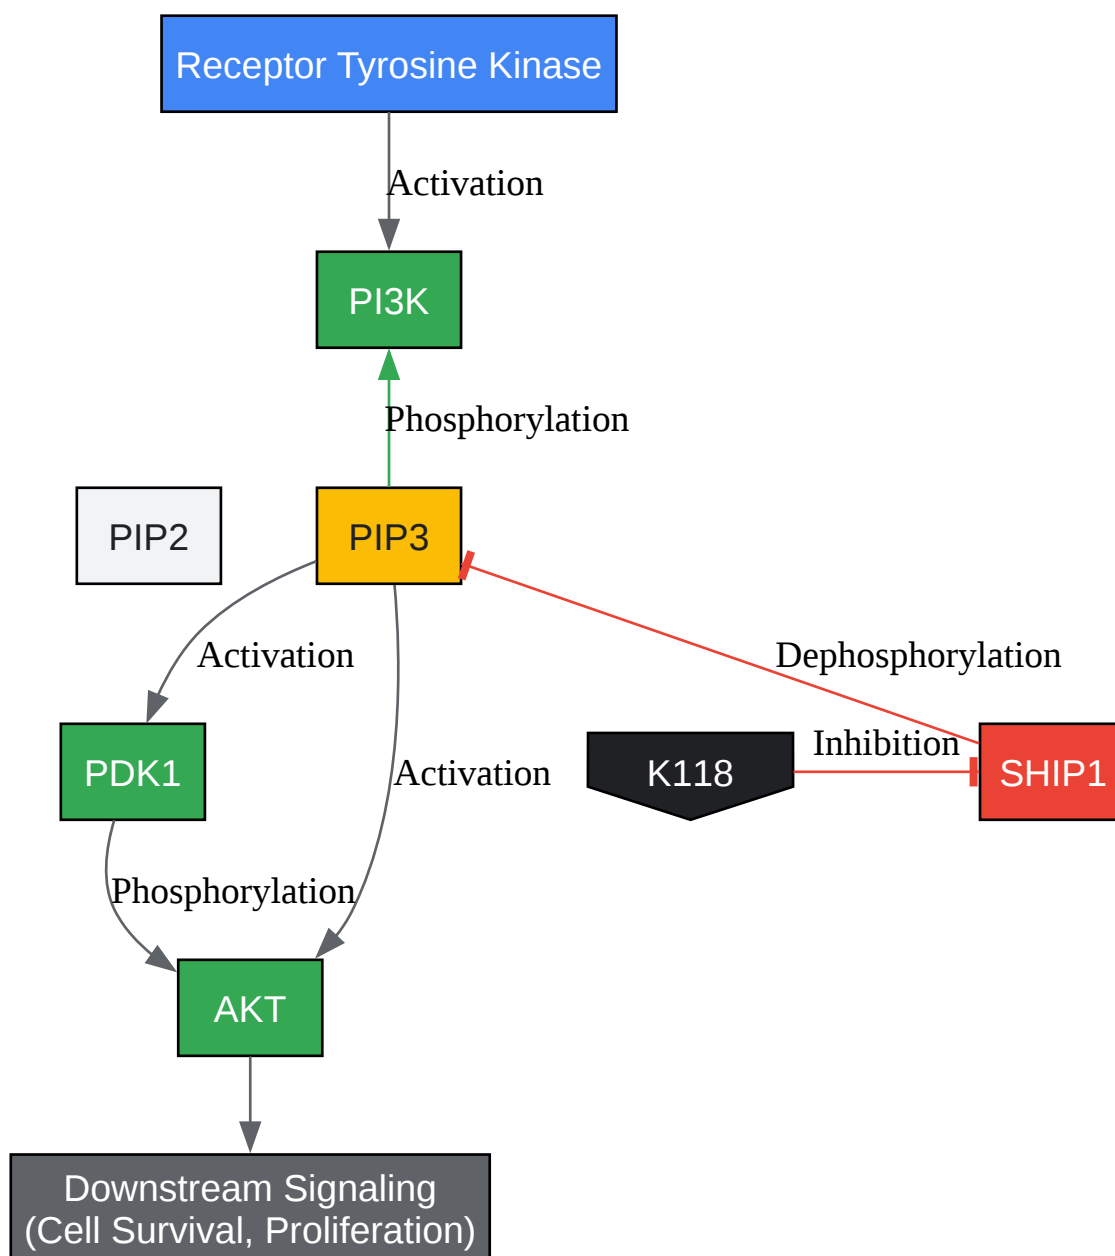 Receptor Tyrosine Kinase
Activation
PI3K
Phosphorylation
PIP2
PIP3
Activation
Dephosphorylation
PDK1
Activation
K118
Inhibition
SHIP1
Phosphorylation
AKT
Downstream Signaling
(Cell Survival, Proliferation)